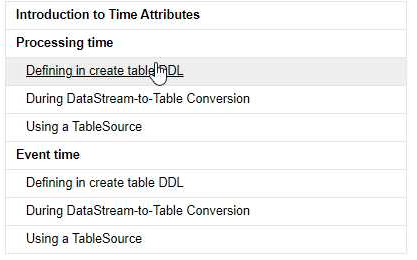 Introduction to Time Attributes
Processing time
Defining in create table DDL
During DataStream-to-Table Conversion
Using a TableSource
Event time
Defining in create table DDL
During DataStream-to-Table Conversion
Using a TableSource